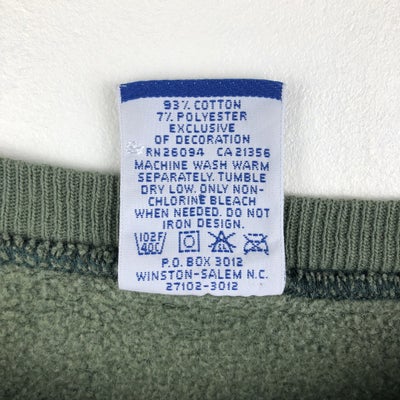 93% COTTON
7% POLYESTER
EXCLUSIVE
OF DECORATION
RN26094 CA21356
MACHINE WASH WARM
SEPARATELY. TUMBLE
DRY LOW. ONLY NON-
CHLORINE BLEACH
WHEN NEEDED. DO NOT
IRON DESIGN.
102F/
40C
P.O. BOX 3012
WINSTON-SALEM N.C.
27102-3012